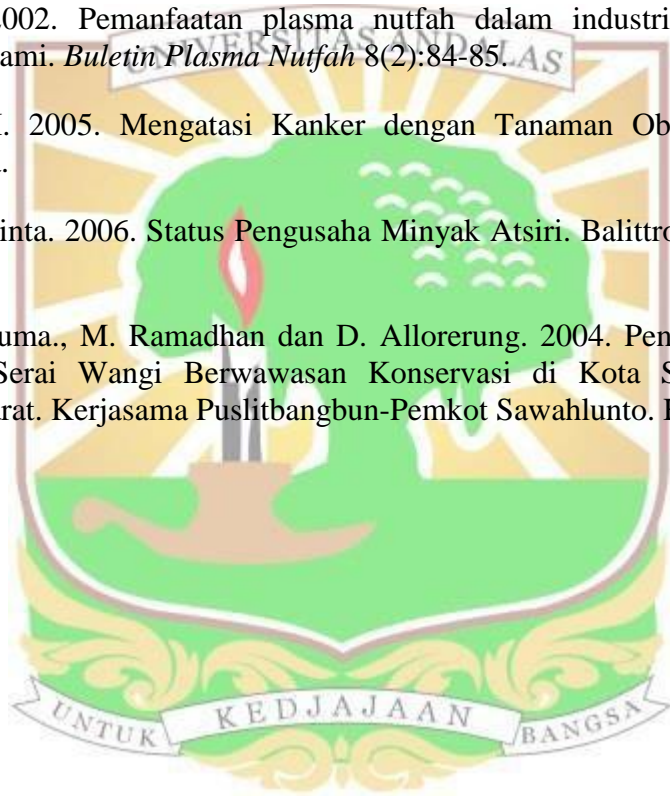 2002. Pemanfaatan plasma nutfah dalam industri
ami. Buletin Plasma Nutfah 8(2):84-85.
UNIVERSITAS ANDALAS
. 2005. Mengatasi Kanker dengan Tanaman Ob
.
inta. 2006. Status Pengusaha Minyak Atsiri. Balittro
uma., M. Ramadhan dan D. Allorerung. 2004. Pen
Serai Wangi Berwawasan Konservasi di Kota S
rat. Kerjasama Puslitbangbun-Pemkot Sawahlunto.
UNTUK KEDJAJAAN BANGSA